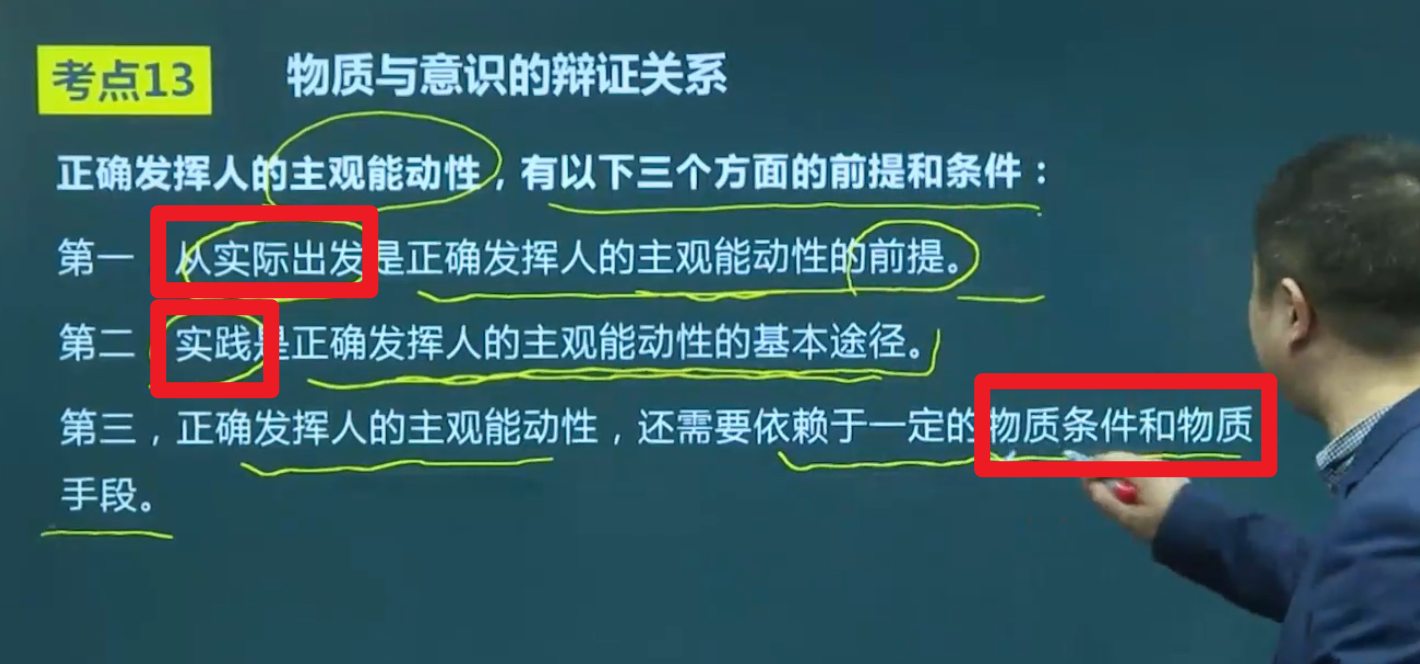 考点13
物质与意识的辩证关系
正确发挥人的主观能动性，有以下三个方面的前提和条件：
第一 从实际出发是正确发挥人的主观能动性的前提。
第二 实践是正确发挥人的主观能动性的基本途径。
第三，正确发挥人的主观能动性，还需要依赖于一定的物质条件和物质
手段。